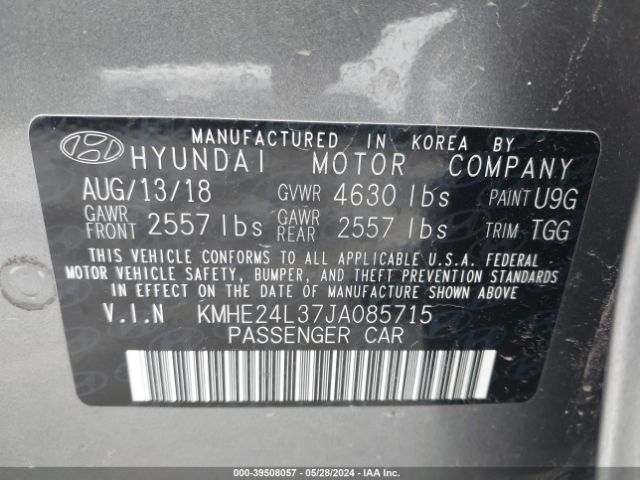 MANUFACTURED IN KOREA BY
HYUNDAI MOTOR COMPANY
AUG/13/18 GVWR 4630 lbs PAINT U9G
GAWR FRONT 2557 lbs GAWR REAR 2557 lbs TRIM TGG
THIS VEHICLE CONFORMS TO ALL APPLICABLE U.S.A. FEDERAL
MOTOR VEHICLE SAFETY, BUMPER, AND THEFT PREVENTION STANDARDS
IN EFFECT ON THE DATE OF MANUFACTURE SHOWN ABOVE
V.I.N KMHE24L37JA085715
PASSENGER CAR
000-39508057 - 05/28/2024 - IAA Inc.